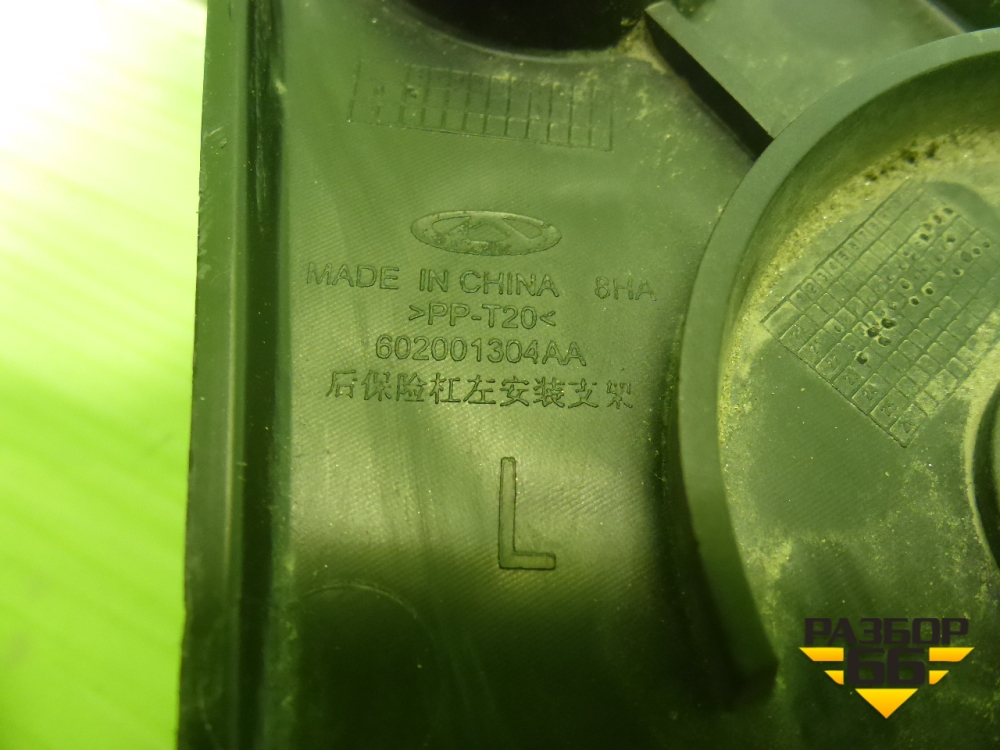 MADE IN CHINA 8HA
>PP-T20<
602001304AA
后保险杠左安装支架
L
РАЗБОР
66